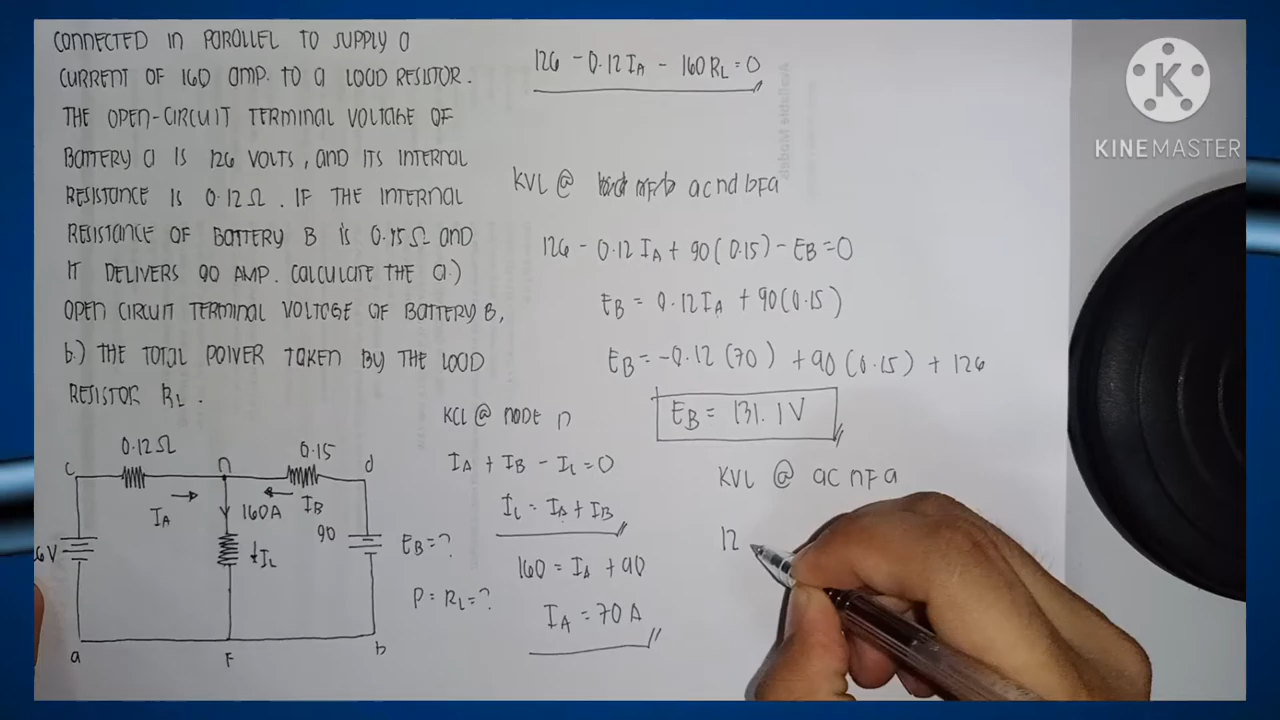 CONNECTED IN PARALLEL TO SUPPLY A
CURRENT OF 160 AMP. TO A LOAD RESISTOR.
THE OPEN-CIRCUIT TERMINAL VOLTAGE OF
BATTERY A IS 126 VOLTS, AND ITS INTERNAL
RESISTANCE IS 0.12Ω. IF THE INTERNAL
RESISTANCE OF BATTERY B IS 0.15Ω AND
IT DELIVERS 90 AMP. CALCULATE THE a.)
OPEN CIRCUIT TERMINAL VOLTAGE OF BATTERY B,
b.) THE TOTAL POWER TAKEN BY THE LOAD
RESISTOR RL.
0.12Ω
0.15
c
n
d
IA
160A
IB
6V
IL
90
EB=?
P = RL=?
a
F
b
KCL @ NODE n
IA + IB - IL = 0
IL = IA + IB
160 = IA + 90
IA = 70 A
126 - 0.12 IA - 160 RL = 0
KVL @ acnd bFa
126 - 0.12 IA + 90(0.15) - EB = 0
EB = 0.12 IA + 90(0.15)
EB = -0.12 (70) + 90 (0.15) + 126
EB = 131.1 V
KVL @ acnFa
12
K
KINEMASTER